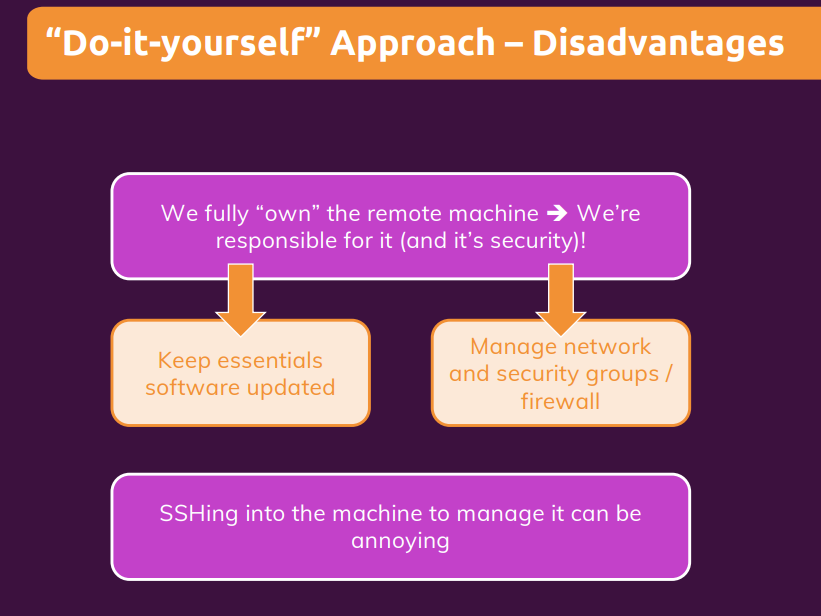 “Do-it-yourself” Approach – Disadvantages
We fully “own” the remote machine 🡲 We’re
responsible for it (and it’s security)!
Keep essentials
software updated
Manage network
and security groups /
firewall
SSHing into the machine to manage it can be
annoying